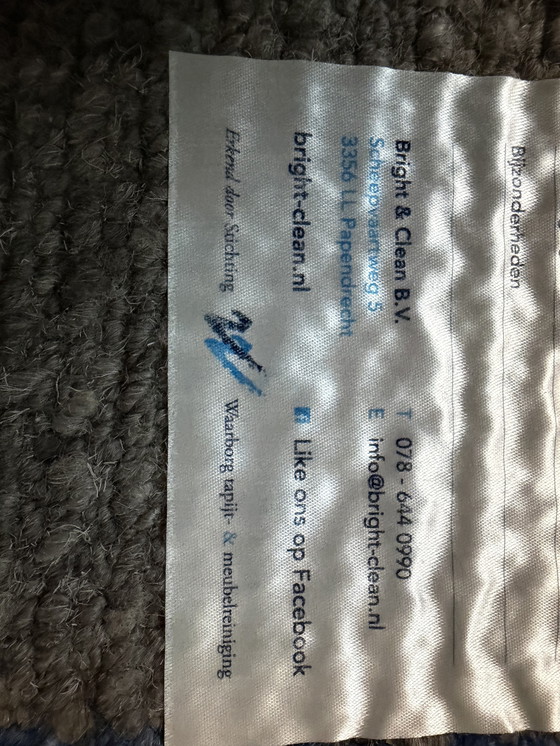 Bijzonderheden
Bright & Clean B.V. T 078 - 644 0990
Scheepvaartweg 5 E info@bright-clean.nl
3356 LL Papendrecht
bright-clean.nl Like ons op Facebook
Erkend door Stichting Waarborg tapijt- & meubelreiniging